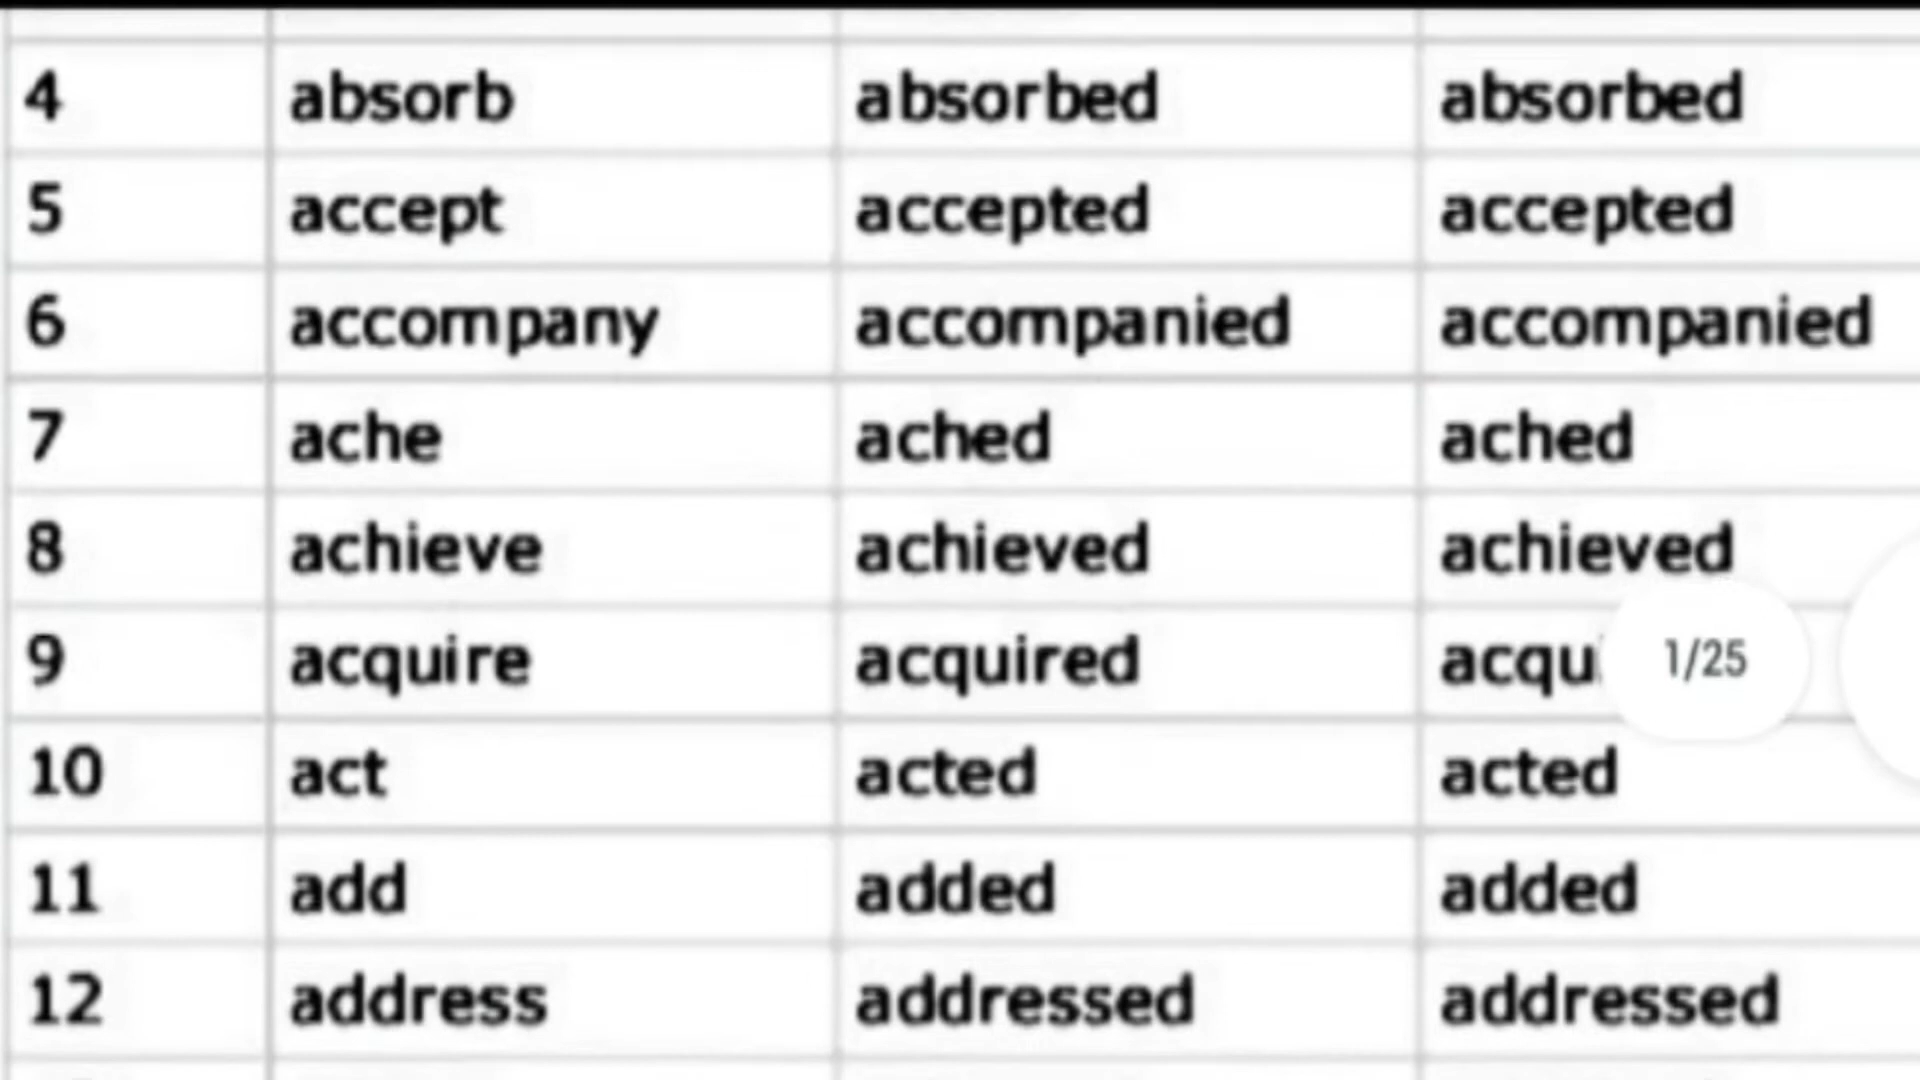 4 absorb absorbed absorbed
5 accept accepted accepted
6 accompany accompanied accompanied
7 ache ached ached
8 achieve achieved achieved
9 acquire acquired acqu 1/25
10 act acted acted
11 add added added
12 address addressed addressed